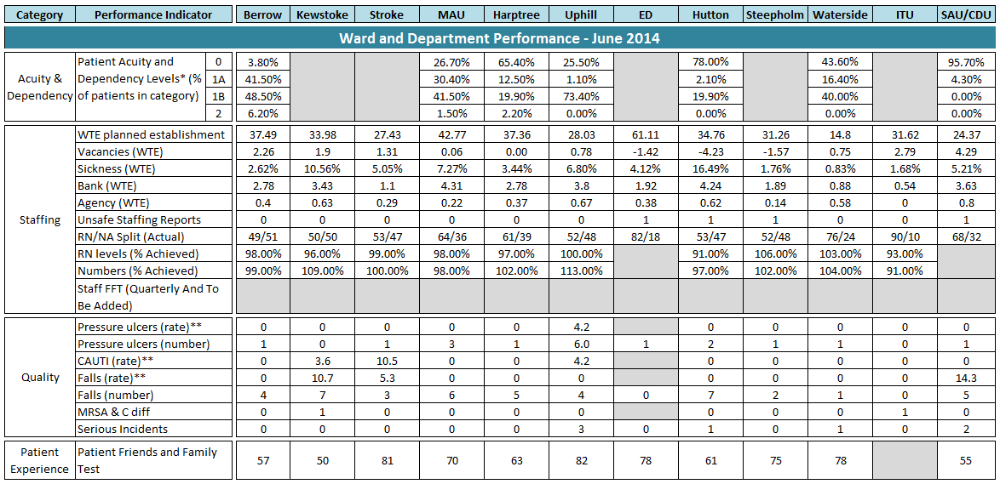 Category Performance Indicator Berrow Kewstoke Stroke MAU Harptree Uphill ED Hutton Steepholm Waterside ITU SAU/CDU
Ward and Department Performance - June 2014
Acuity & Dependency
Patient Acuity and Dependency Levels* (% of patients in category)
0 3.80% 26.70% 65.40% 25.50% 78.00% 43.60% 95.70%
1A 41.50% 30.40% 12.50% 1.10% 2.10% 16.40% 4.30%
1B 48.50% 41.50% 19.90% 73.40% 19.90% 40.00% 0.00%
2 6.20% 1.50% 2.20% 0.00% 0.00% 0.00% 0.00%
Staffing
WTE planned establishment 37.49 33.98 27.43 42.77 37.36 28.03 61.11 34.76 31.26 14.8 31.62 24.37
Vacancies (WTE) 2.26 1.9 1.31 0.06 0.00 0.78 -1.42 -4.23 -1.57 0.75 2.79 4.29
Sickness (WTE) 2.62% 10.56% 5.05% 7.27% 3.44% 6.80% 4.12% 16.49% 1.76% 0.83% 1.68% 5.21%
Bank (WTE) 2.78 3.43 1.1 4.31 2.78 3.8 1.92 4.24 1.89 0.88 0.54 3.63
Agency (WTE) 0.4 0.63 0.29 0.22 0.37 0.67 0.38 0.62 0.14 0.58 0 0.8
Unsafe Staffing Reports 0 0 0 0 0 0 1 1 1 0 0 1
RN/NA Split (Actual) 49/51 50/50 53/47 64/36 61/39 52/48 82/18 53/47 52/48 76/24 90/10 68/32
RN levels (% Achieved) 98.00% 96.00% 99.00% 98.00% 97.00% 100.00% 91.00% 106.00% 103.00% 93.00%
Numbers (% Achieved) 99.00% 109.00% 100.00% 98.00% 102.00% 113.00% 97.00% 102.00% 104.00% 91.00%
Staff FFT (Quarterly And To
Be Added)
Quality
Pressure ulcers (rate)** 0 0 0 0 0 4.2 0 0 0 0 0
Pressure ulcers (number) 1 0 1 3 1 6.0 1 2 1 1 0 1
CAUTI (rate)** 0 3.6 10.5 0 0 4.2 0 0 0 0 0
Falls (rate)** 0 10.7 5.3 0 0 0 0 0 0 0 14.3
Falls (number) 4 7 3 6 5 4 0 7 2 1 0 5
MRSA & C diff 0 1 0 0 0 0 0 0 0 1 0
Serious Incidents 0 0 0 0 0 3 0 1 0 1 0 2
Patient Experience
Patient Friends and Family Test
57 50 81 70 63 82 78 61 75 78 55